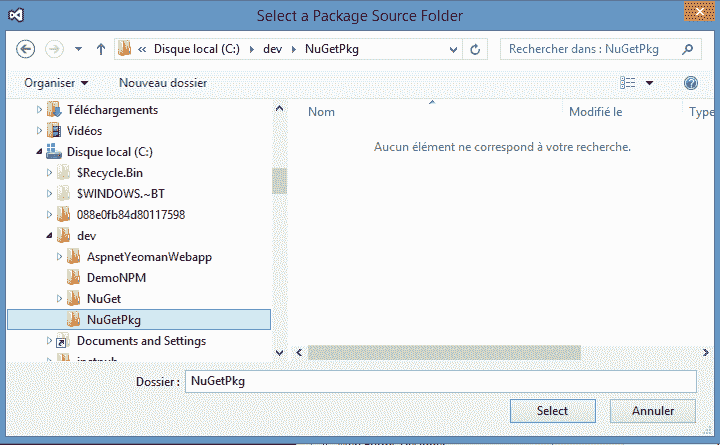 Select a Package Source Folder
« Disque local (C:) dev NuGetPkg
Rechercher dans : NuGetPkg
Organiser Nouveau dossier
Nom Modifié le Type
Aucun élément ne correspond à votre recherche.
Téléchargements
Vidéos
Disque local (C:)
$Recycle.Bin
$WINDOWS.~BT
088e0fb84d80117598
dev
AspnetYeomanWebapp
DemoNPM
NuGet
NuGetPkg
Documents and Settings
Dossier : NuGetPkg
Select Annuler